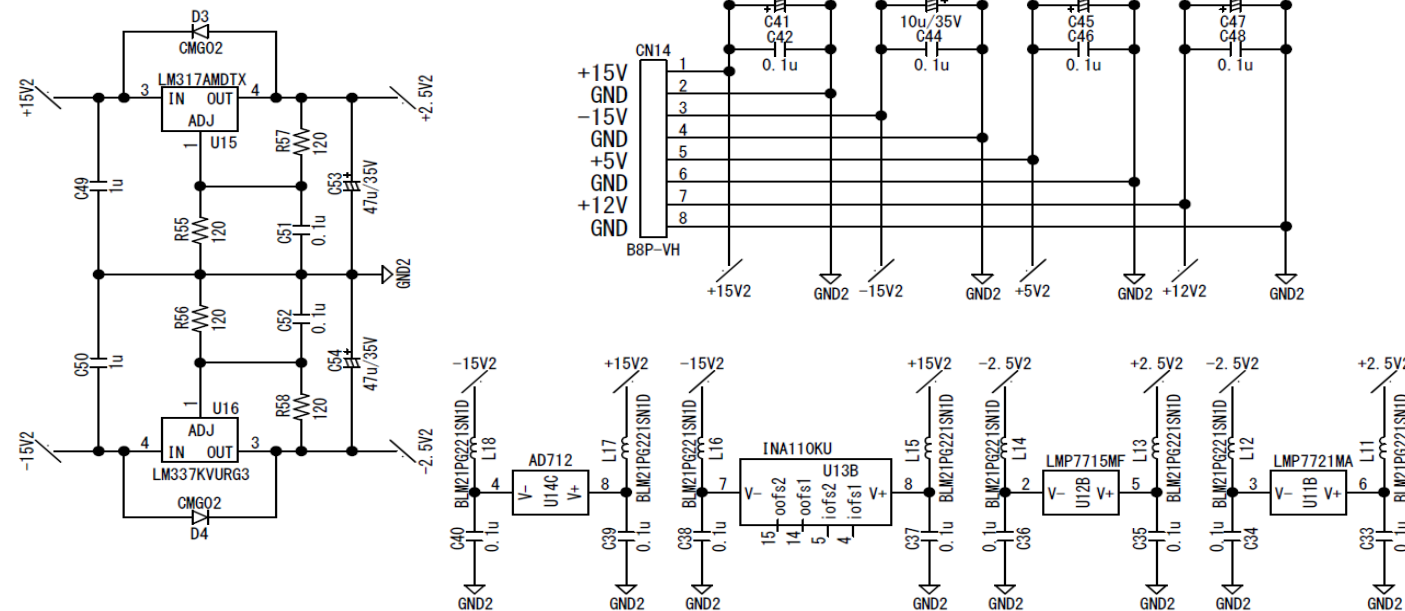 D3
CMG02
LM317AMDTX
+15V2
3
IN
OUT
4
ADJ
1
U15
+2.5V2
R57
120
C49
1u
C53
47u/35V
R55
120
C51
0.1u
GND2
R56
120
C52
0.1u
C50
1u
C54
47u/35V
1
U16
R58
120
ADJ
-15V2
4
IN
OUT
3
-2.5V2
LM337KVURG3
CMG02
D4
C41
C42
0.1u
10u/35V
C44
0.1u
C45
C46
0.1u
C47
C48
0.1u
CN14
+15V 1
GND 2
-15V 3
GND 4
+5V 5
GND 6
+12V 7
GND 8
B8P-VH
+15V2
GND2
-15V2
GND2
+5V2
GND2
+12V2
GND2
-15V2
BLM21PG221SN1D
L18
AD712
4
V-
U14C
V+
8
C40
0.1u
GND2
+15V2
L17
BLM21PG221SN1D
C39
0.1u
GND2
-15V2
BLM21PG221SN1D
L16
INA110KU
U13B
7
V-
oofs2
oofs1
iofs2
iofs1
V+
8
15
14
5
4
C38
0.1u
GND2
+15V2
L15
BLM21PG221SN1D
C37
0.1u
GND2
-2.5V2
BLM21PG221SN1D
L14
LMP7715MF
2
V-
U12B
V+
5
0.1u
C36
GND2
+2.5V2
L13
BLM21PG221SN1D
C35
0.1u
GND2
-2.5V2
BLM21PG221SN1D
L12
LMP7721MA
3
V-
U11B
V+
6
0.1u
C34
GND2
+2.5V2
L11
BLM21PG221SN1D
C33
0.1u
GND2